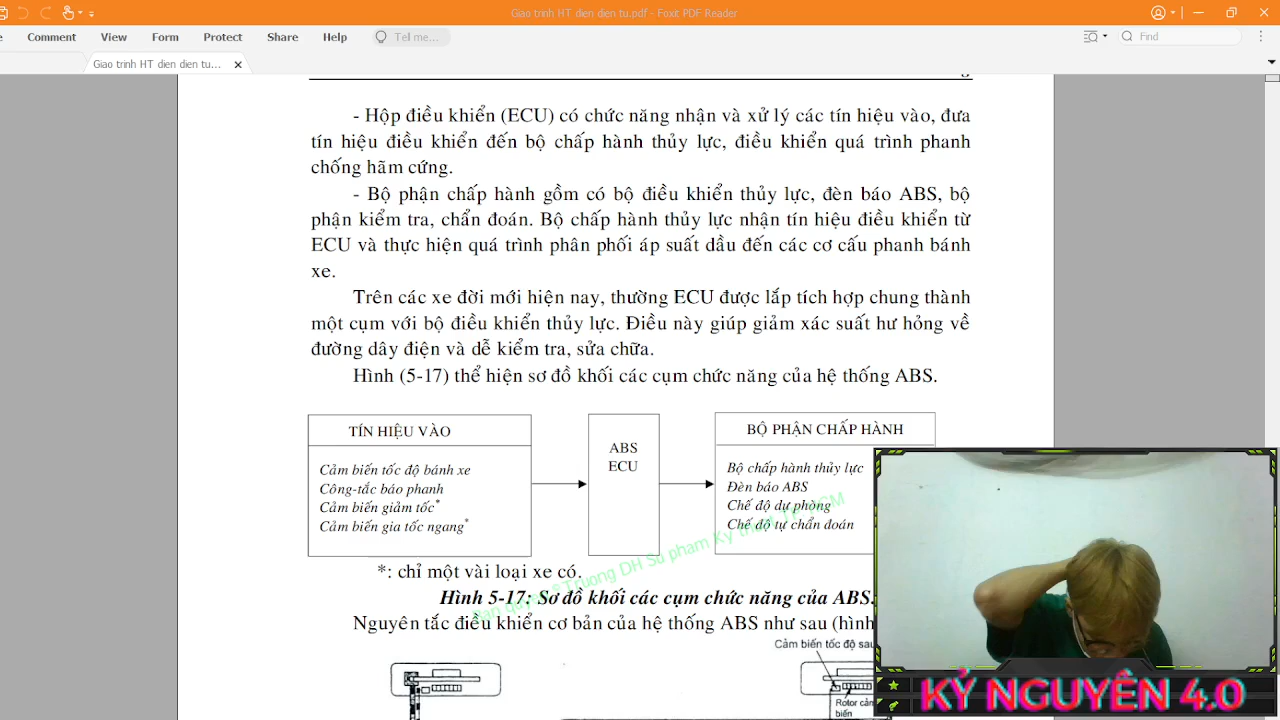 Giao trinh HT dien dien tu.pdf - Foxit PDF Reader
Comment View Form Protect Share Help Tell me... Find
Giao trinh HT dien dien tu...
- Hộp điều khiển (ECU) có chức năng nhận và xử lý các tín hiệu vào, đưa
tín hiệu điều khiển đến bộ chấp hành thủy lực, điều khiển quá trình phanh
chống hãm cứng.
- Bộ phận chấp hành gồm có bộ điều khiển thủy lực, đèn báo ABS, bộ
phận kiểm tra, chẩn đoán. Bộ chấp hành thủy lực nhận tín hiệu điều khiển từ
ECU và thực hiện quá trình phân phối áp suất dầu đến các cơ cấu phanh bánh
xe.
Trên các xe đời mới hiện nay, thường ECU được lắp tích hợp chung thành
một cụm với bộ điều khiển thủy lực. Điều này giúp giảm xác suất hư hỏng về
đường dây điện và dễ kiểm tra, sửa chữa.
Hình (5-17) thể hiện sơ đồ khối các cụm chức năng của hệ thống ABS.
TÍN HIỆU VÀO
Cảm biến tốc độ bánh xe
Công-tắc báo phanh
Cảm biến giảm tốc*
Cảm biến gia tốc ngang*
ABS
ECU
BỘ PHẬN CHẤP HÀNH
Bộ chấp hành thủy lực
Đèn báo ABS
Chế độ dự phòng
Chế độ tự chẩn đoán
*: chỉ một vài loại xe có.
Hình 5-17: Sơ đồ khối các cụm chức năng của ABS.
Nguyên tắc điều khiển cơ bản của hệ thống ABS như sau (hình
Cảm biến tốc độ sau
Rotor cảm
biến
KỶ NGUYÊN 4.0